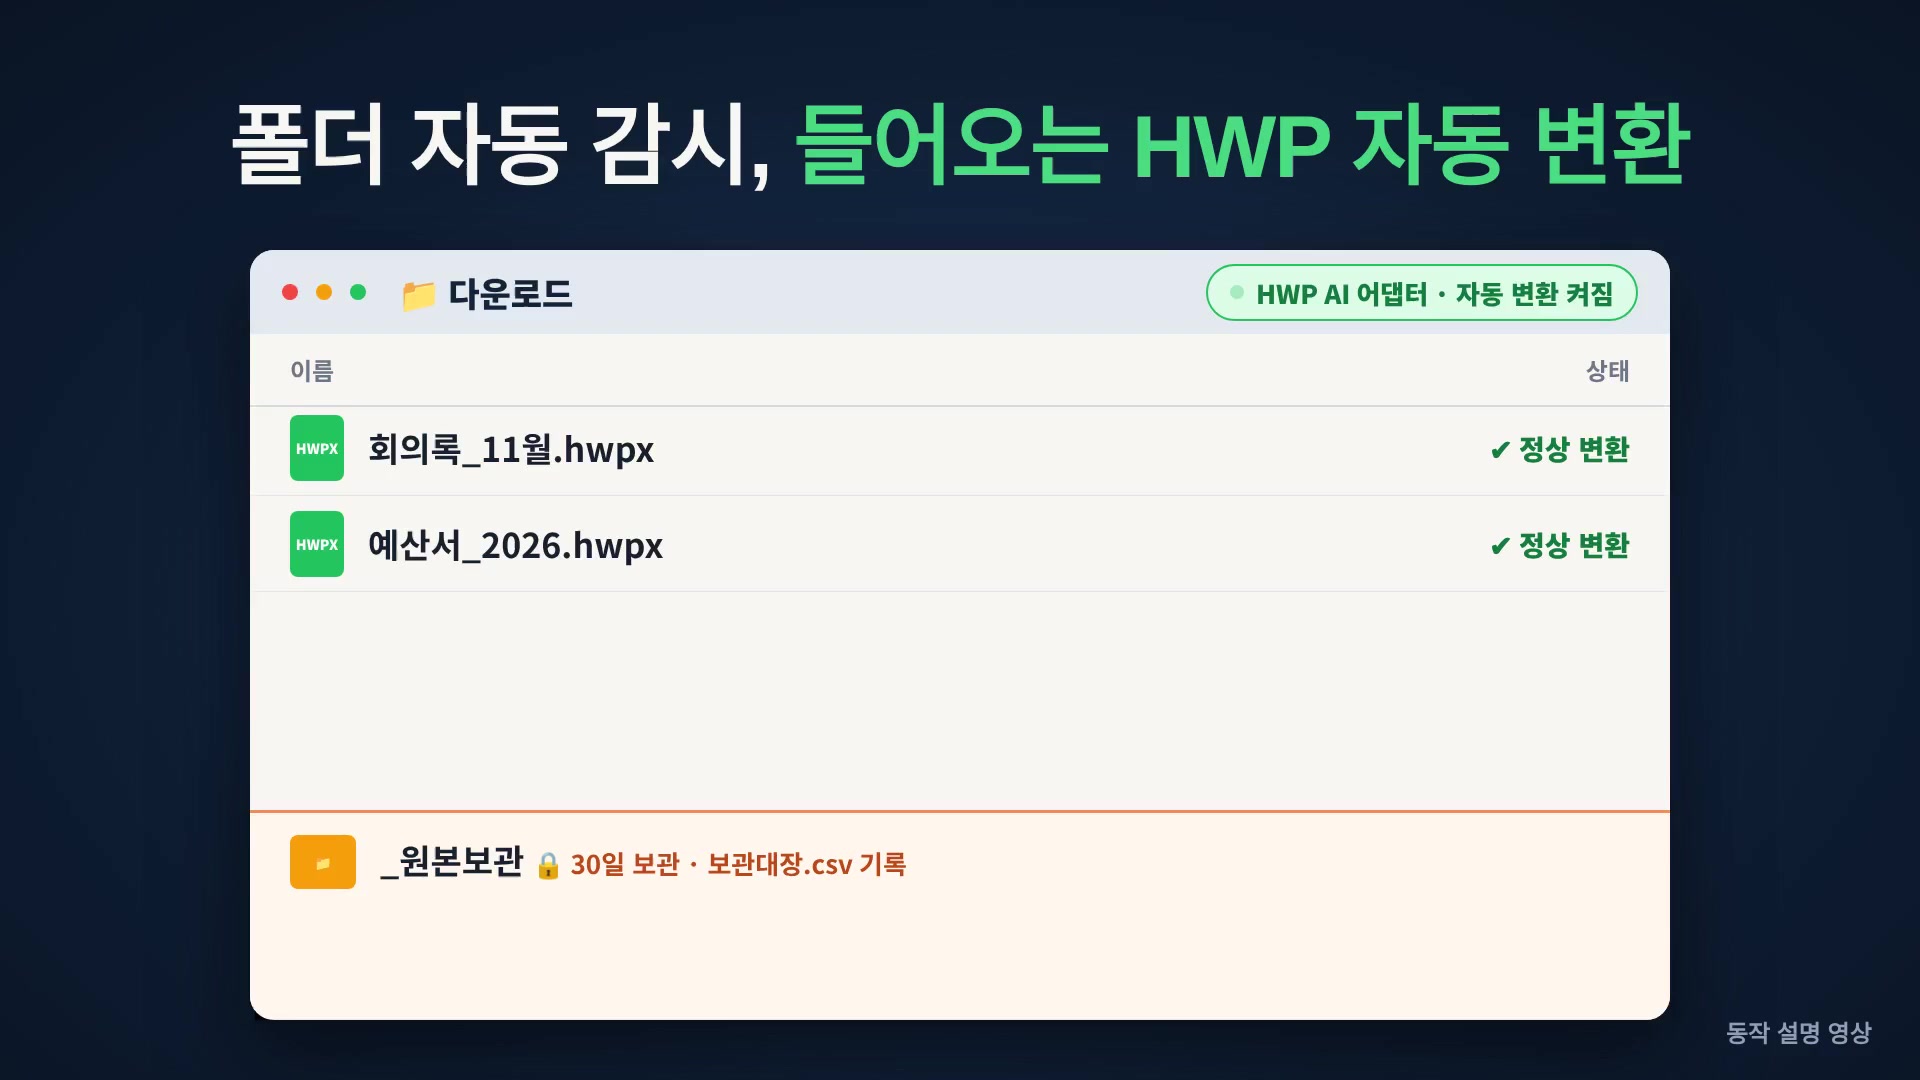 폴더 자동 감시, 들어오는 HWP 자동 변환
다운로드
HWP AI 어댑터 · 자동 변환 켜짐
이름
상태
HWPX 회의록_11월.hwpx ✔ 정상 변환
HWPX 예산서_2026.hwpx ✔ 정상 변환
_원본보관 30일 보관 · 보관대장.csv 기록
동작 설명 영상